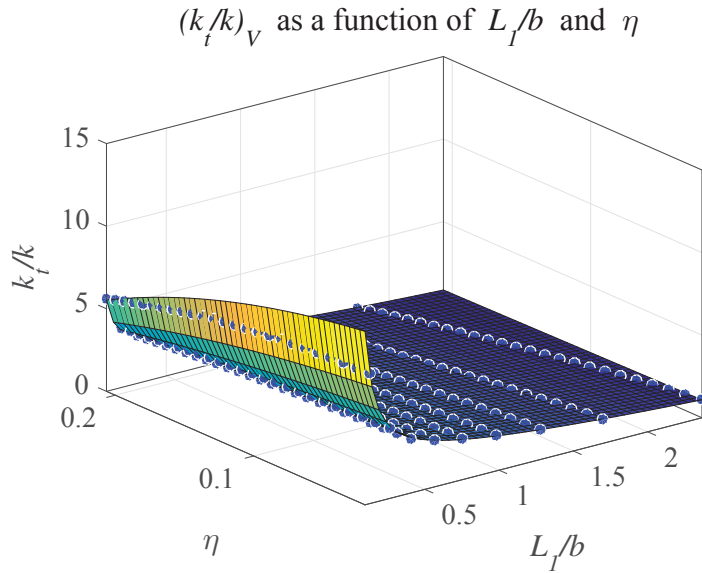 (k_t/k)_V as a function of L_1/b and η
15
10
5
0
k_t/k
0.2
0.1
η
0.5
1
1.5
2
L_1/b